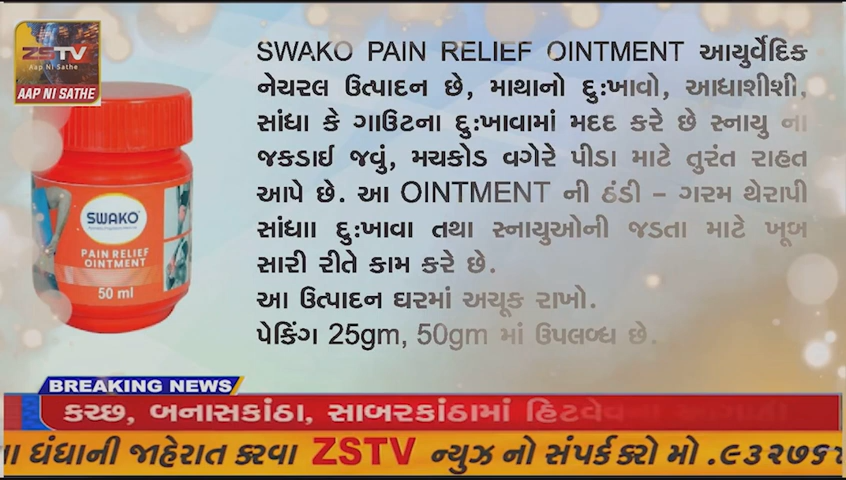 ZSTV
Aap Ni Sathe
AAP NI SATHE
SWAKO PAIN RELIEF OINTMENT આયુર્વેદિક
નેચરલ ઉત્પાદન છે, માથાનો દુઃખાવો, આધાશીશી,
સાંધા કે ગાઉટના દુઃખાવામાં મદદ કરે છે સ્નાયુ ના
જકડાઈ જવું, મચકોડ વગેરે પીડા માટે તુરંત રાહત
આપે છે. આ OINTMENT ની ઠંડી – ગરમ થેરાપી
સાંધાા દુઃખાવા તથા સ્નાયુઓની જડતા માટે ખૂબ
સારી રીતે કામ કરે છે.
આ ઉત્પાદન ઘરમાં અચૂક રાખો.
પેકિંગ 25gm, 50gm માં ઉપલબ્ધ છે.
SWAKO
PAIN RELIEF
OINTMENT
50 ml
BREAKING NEWS
કચ્છ, બનાસકાંઠા, સાબરકાંઠામાં હિટવેવના
ધંધાની જાહેરાત કરવા ZSTV ન્યુઝ નો સંપર્ક કરો મો .૯૩૨૭૬